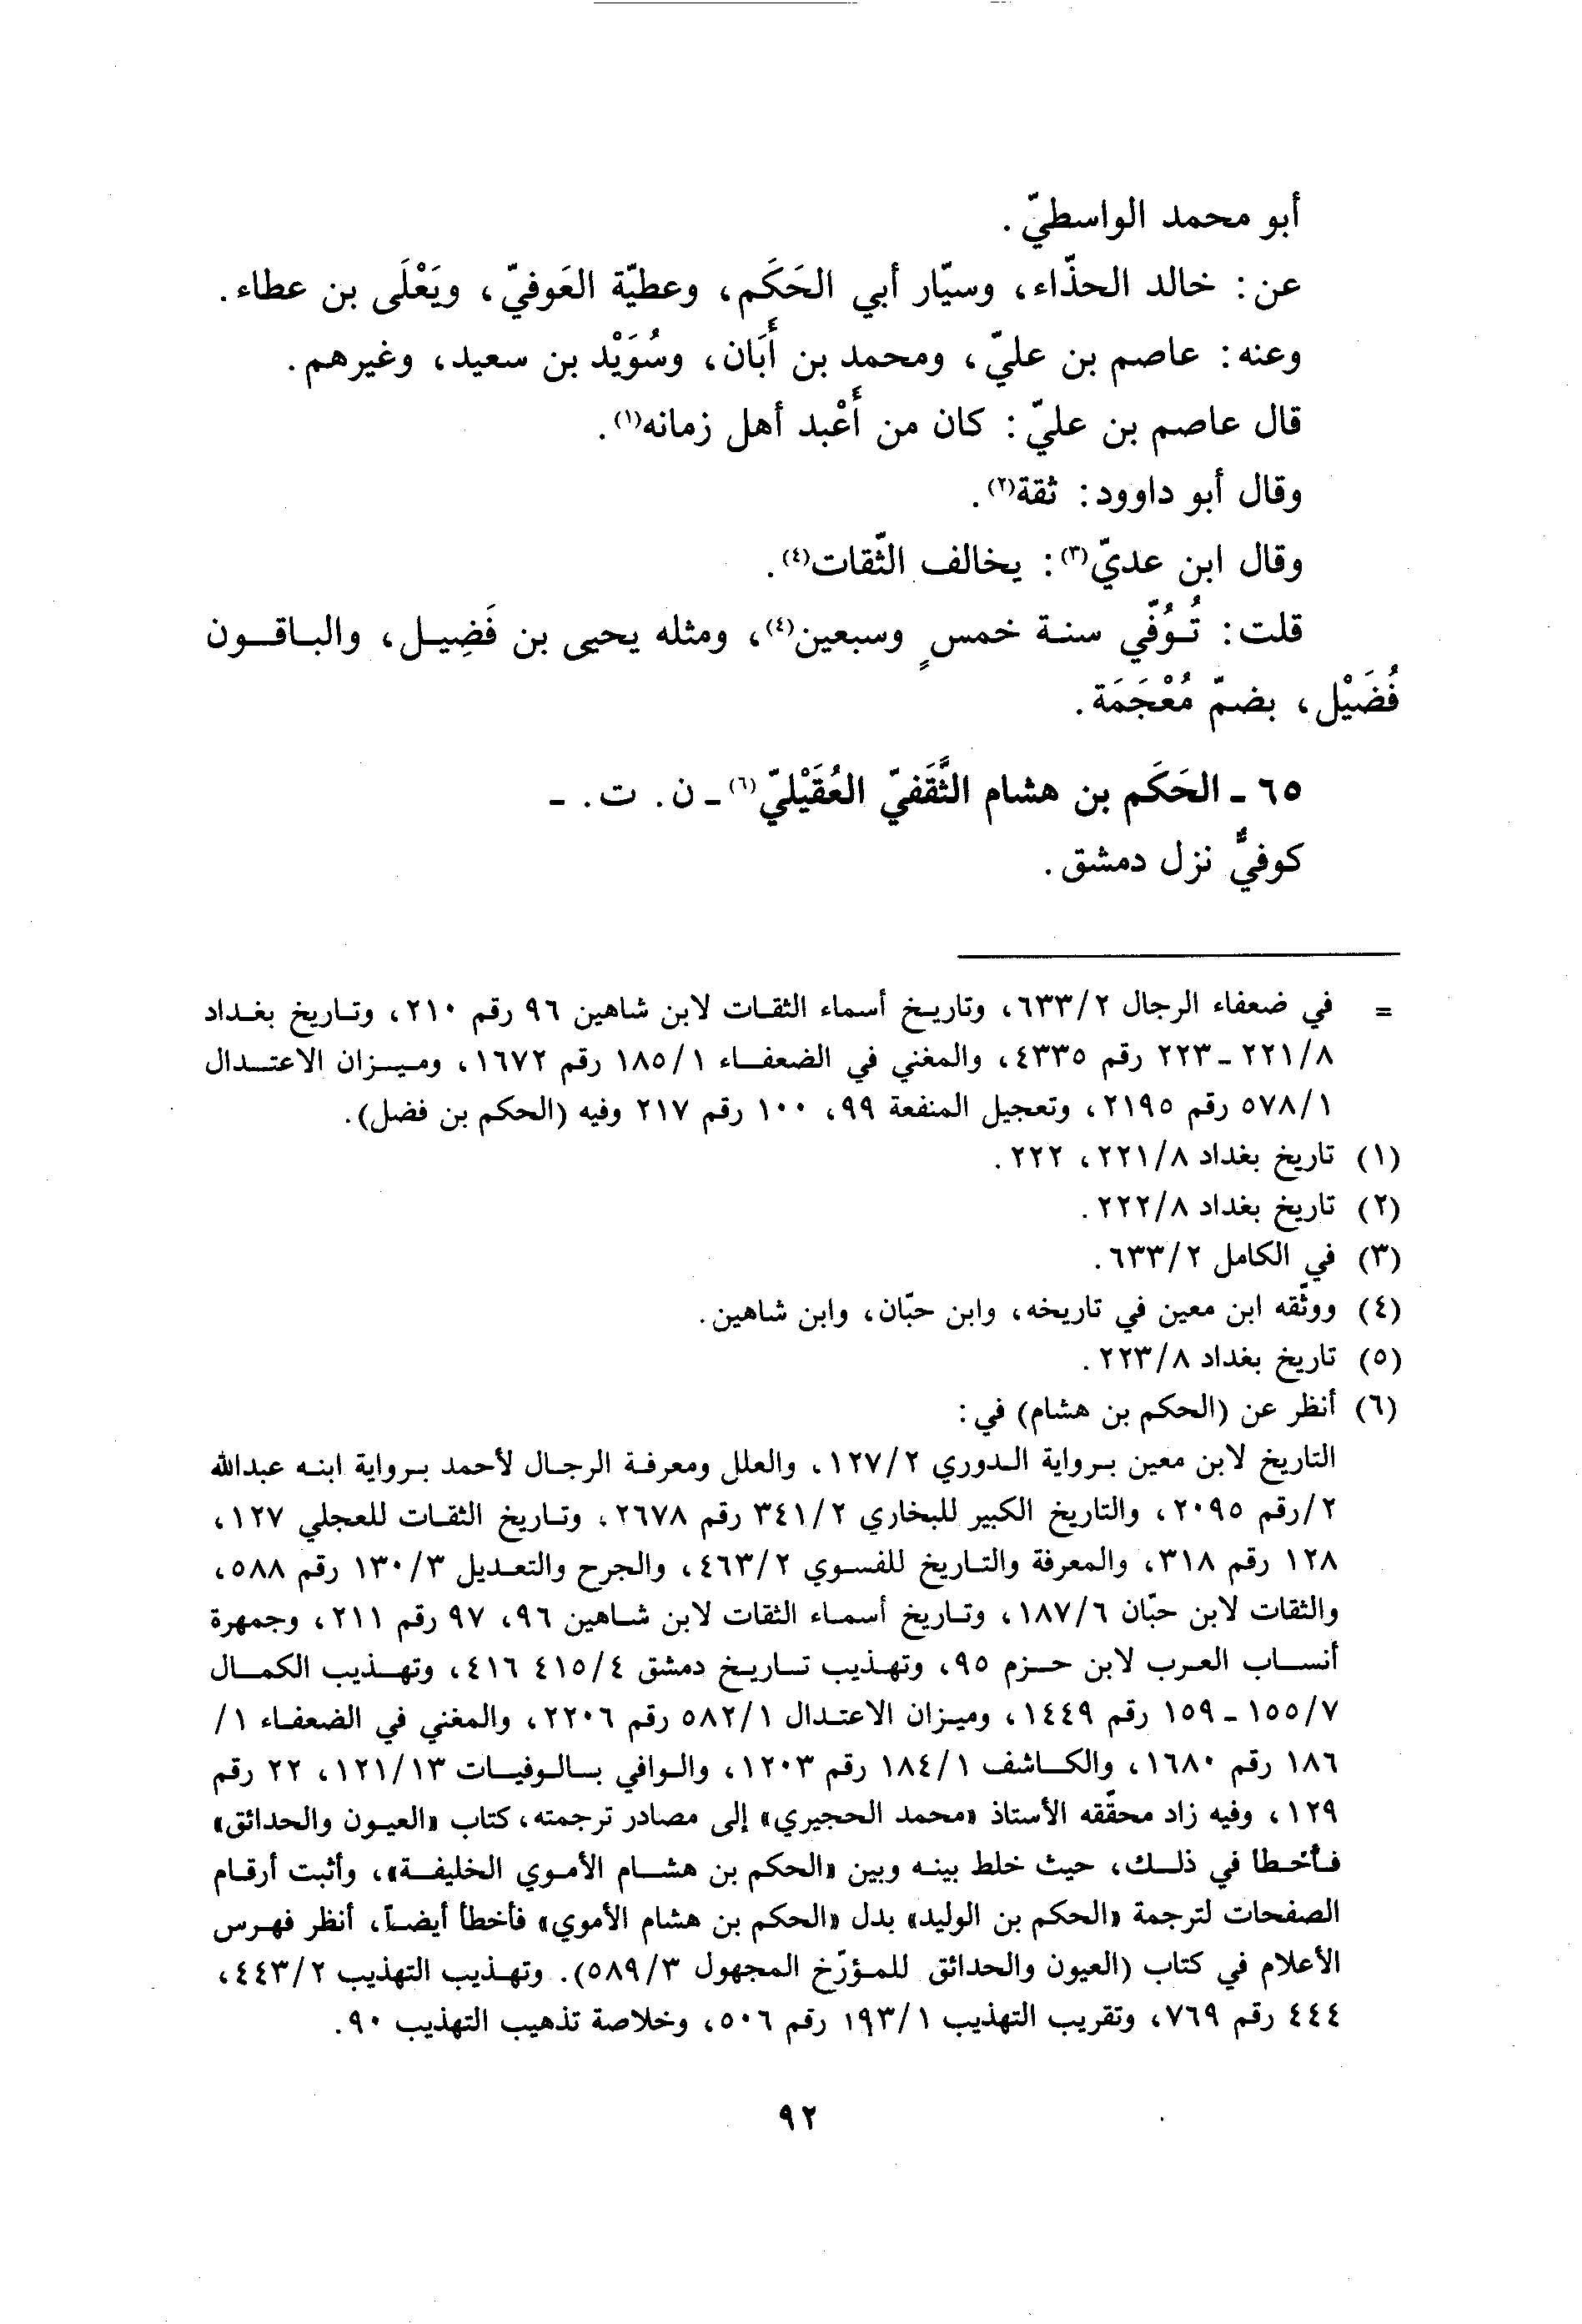 أبو محمد الواسطيّ.
عن: خالد الحذّاء، وسيّار أبي الحَكَم، وعطيّة العَوفيّ، ويَعْلَى بن عطاء.
وعنه: عاصم بن عليّ، ومحمد بن أَبَان، وسُوَيْد بن سعيد، وغيرهم.
قال عاصم بن عليّ: كان من أَعْبد أهل زمانه(١).
وقال أبو داوود: ثقة(٢).
وقال ابن عديّ(٣): يخالف الثّقات(٤).
قلت: تُوُفّي سنة خمسٍ وسبعين(٤)، ومثله يحيى بن فَضِيل، والباقون
فُضَيْل، بضمّ مُعْجَمَة.
٦٥ - الحَكَم بن هشام الثَّقَفيّ العُقَيْليّ(٦) - ن. ت. -
كوفيٌّ نزل دمشق.
= في ضعفاء الرجال ٦٣٣/٢، وتاريخ أسماء الثقات لابن شاهين ٩٦ رقم ٢١٠، وتاريخ بغداد
٢٢١/٨ - ٢٢٣ رقم ٤٣٣٥، والمغني في الضعفاء ١٨٥/١ رقم ١٦٧٢، وميزان الاعتدال
٥٧٨/١ رقم ٢١٩٥، وتعجيل المنفعة ٩٩، ١٠٠ رقم ٢١٧ وفيه (الحكم بن فضل).
(١) تاريخ بغداد ٢٢١/٨، ٢٢٢.
(٢) تاريخ بغداد ٢٢٢/٨.
(٣) في الكامل ٦٣٣/٢.
(٤) ووثّقه ابن معين في تاريخه، وابن حبّان، وابن شاهين.
(٥) تاريخ بغداد ٢٢٣/٨.
(٦) أنظر عن (الحكم بن هشام) في:
التاريخ لابن معين برواية الدوري ١٢٧/٢، والعلل ومعرفة الرجال لأحمد برواية ابنه عبدالله
٢/رقم ٢٠٩٥، والتاريخ الكبير للبخاري ٣٤١/٢ رقم ٢٦٧٨، وتاريخ الثقات للعجلي ١٢٧،
١٢٨ رقم ٣١٨، والمعرفة والتاريخ للفسوي ٤٦٣/٢، والجرح والتعديل ١٣٠/٣ رقم ٥٨٨،
والثقات لابن حبّان ١٨٧/٦، وتاريخ أسماء الثقات لابن شاهين ٩٦، ٩٧ رقم ٢١١، وجمهرة
أنساب العرب لابن حزم ٩٥، وتهذيب تاريخ دمشق ٤١٥/٤ ٤١٦، وتهذيب الكمال
١٥٥/٧ - ١٥٩ رقم ١٤٤٩، وميزان الاعتدال ٥٨٢/١ رقم ٢٢٠٦، والمغني في الضعفاء ١/
١٨٦ رقم ١٦٨٠، والكاشف ١٨٤/١ رقم ١٢٠٣، والوافي بالوفيات ١٢١/١٣، ٢٢ رقم
١٢٩، وفيه زاد محقّقه الأستاذ «محمد الحجيري» إلى مصادر ترجمته، كتاب «العيون والحدائق»
فأخطا في ذلك، حيث خلط بينه وبين «الحكم بن هشام الأموي الخليفة»، وأثبت أرقام
الصفحات لترجمة «الحكم بن الوليد» بدل «الحكم بن هشام الأموي» فأخطأ أيضاً، أنظر فهرس
الأعلام في كتاب (العيون والحدائق للمؤرّخ المجهول ٥٨٩/٣). وتهذيب التهذيب ٤٤٣/٢،
٤٤٤ رقم ٧٦٩، وتقريب التهذيب ١٩٣/١ رقم ٥٠٦، وخلاصة تذهيب التهذيب ٩٠.
٩٢